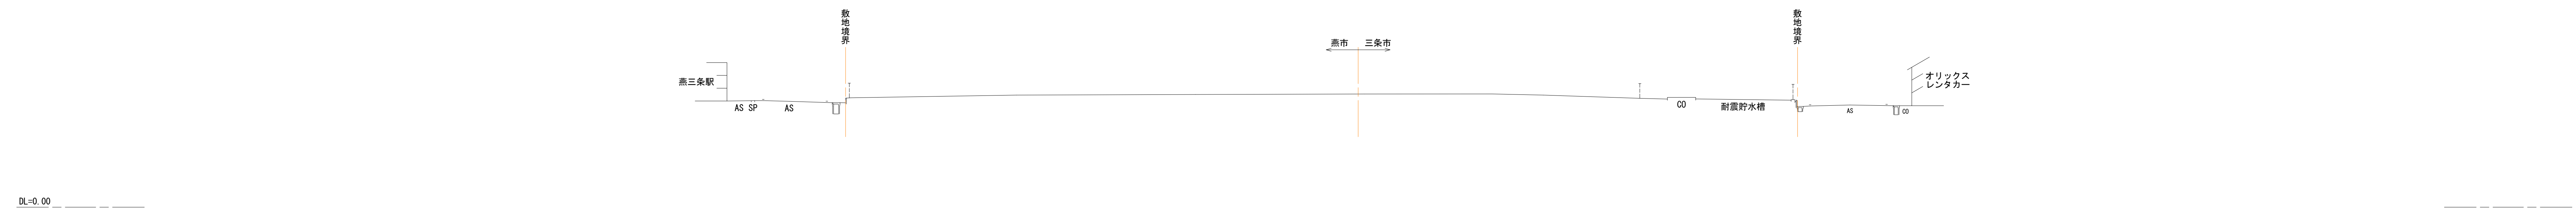 敷地境界
敷地境界
燕市
三条市
燕三条駅
オリックス
レンタカー
AS SP
AS
CO
耐震貯水槽
AS
CO
DL=0.00